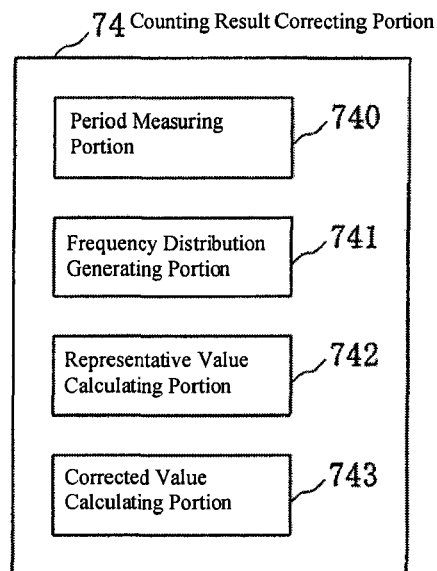 74 Counting Result Correcting Portion
Period Measuring
Portion
740
Frequency Distribution
Generating Portion
741
Representative Value
Calculating Portion
742
Corrected Value
Calculating Portion
743